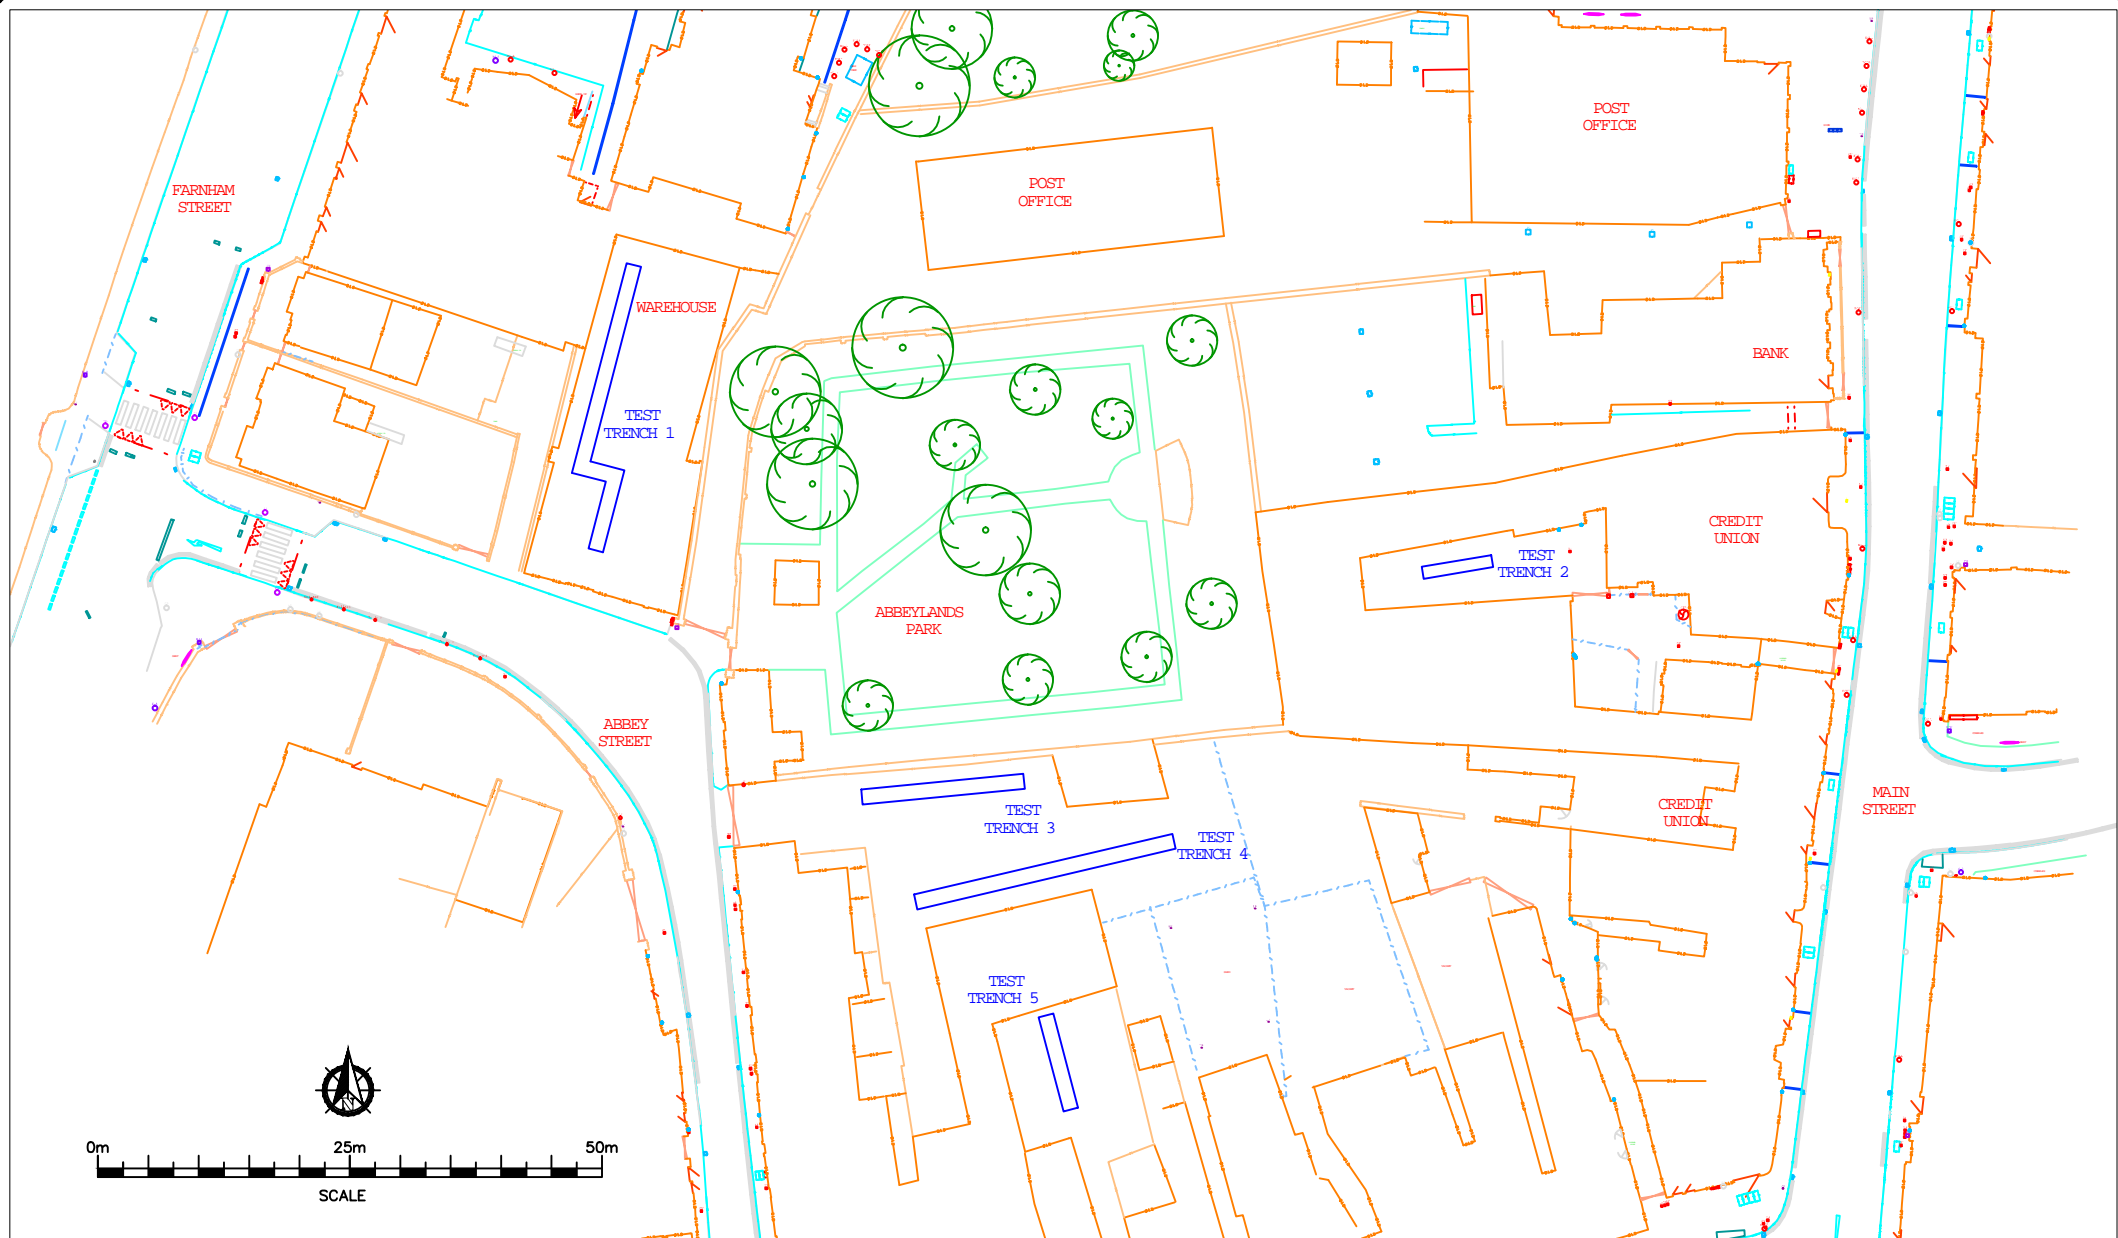 POST
OFFICE
FARNHAM
STREET
POST
OFFICE
WAREHOUSE
BANK
TEST
TRENCH 1
CREDIT
UNION
TEST
TRENCH 2
ABBEYLANDS
PARK
ABBEY
STREET
MAIN
STREET
CREDIT
UNION
TEST
TRENCH 3
TEST
TRENCH 4
TEST
TRENCH 5
N
0m 25m 50m
SCALE